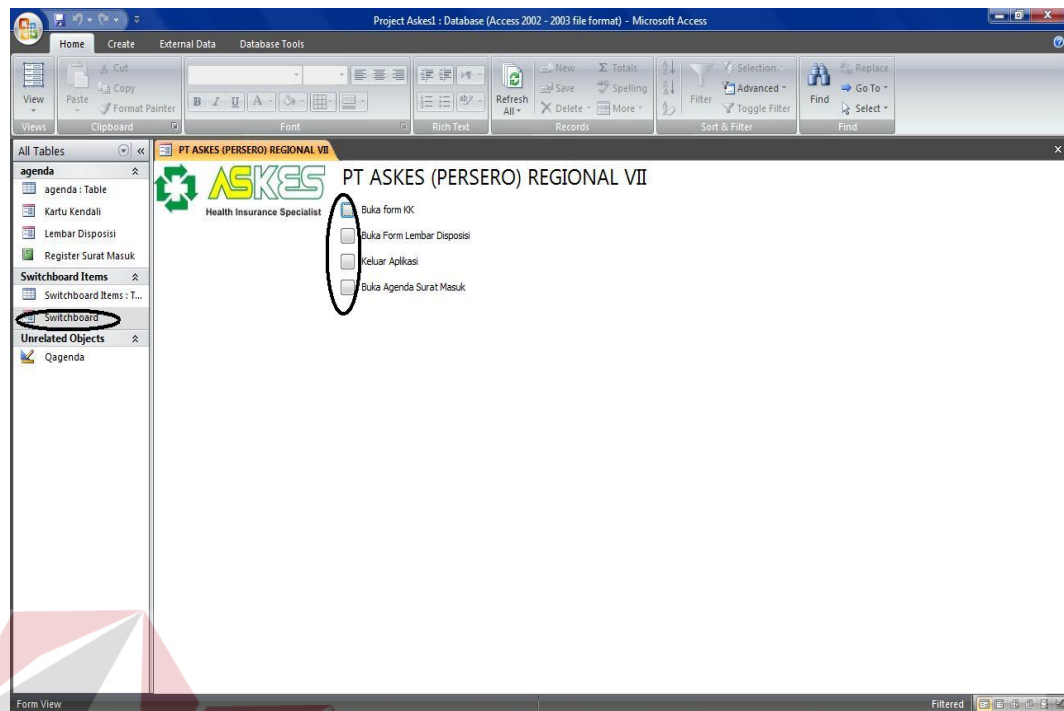 Project Askes1 : Database (Access 2002 - 2003 file format) - Microsoft Access
Home Create External Data Database Tools
View
Views
Paste
Cut
Copy
Format Painter
Clipboard
B I U A
Font
Rich Text
Refresh All
New
Save
Delete
Totals
Spelling
More
Records
Filter
Selection
Advanced
Toggle Filter
Sort & Filter
Find
Replace
Go To
Select
Find
All Tables
agenda
agenda : Table
Kartu Kendali
Lembar Disposisi
Register Surat Masuk
Switchboard Items
Switchboard Items : T...
Switchboard
Unrelated Objects
Qagenda
PT ASKES (PERSERO) REGIONAL VII
ASKES
Health Insurance Specialist
PT ASKES (PERSERO) REGIONAL VII
Buka form KK
Buka Form Lembar Disposisi
Keluar Aplikasi
Buka Agenda Surat Masuk
Form View
Filtered